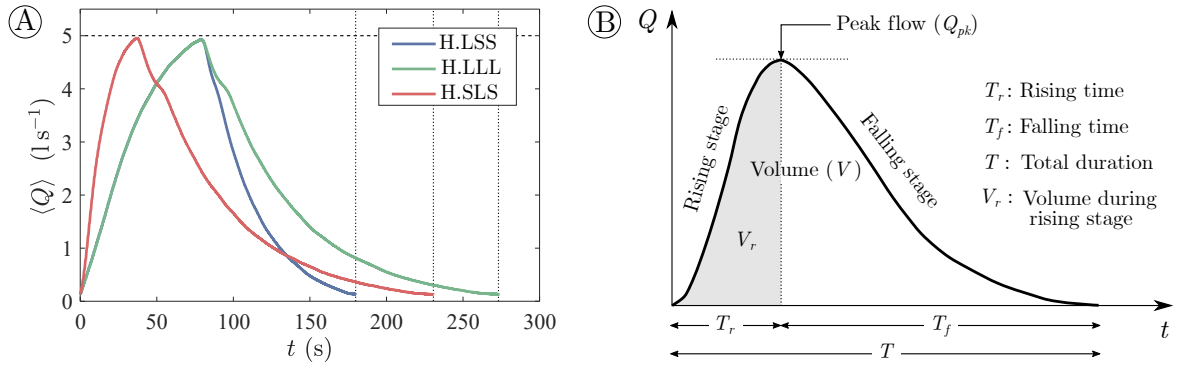 A
5
4
3
2
1
0
⟨Q⟩ (l s⁻¹)
H.LSS
H.LLL
H.SLS
0 50 100 150 200 250 300
t (s)
B
Q
Peak flow (Q_pk)
Rising stage
Falling stage
Volume (V)
V_r
T_r: Rising time
T_f: Falling time
T: Total duration
V_r: Volume during
rising stage
T_r
T_f
t
T